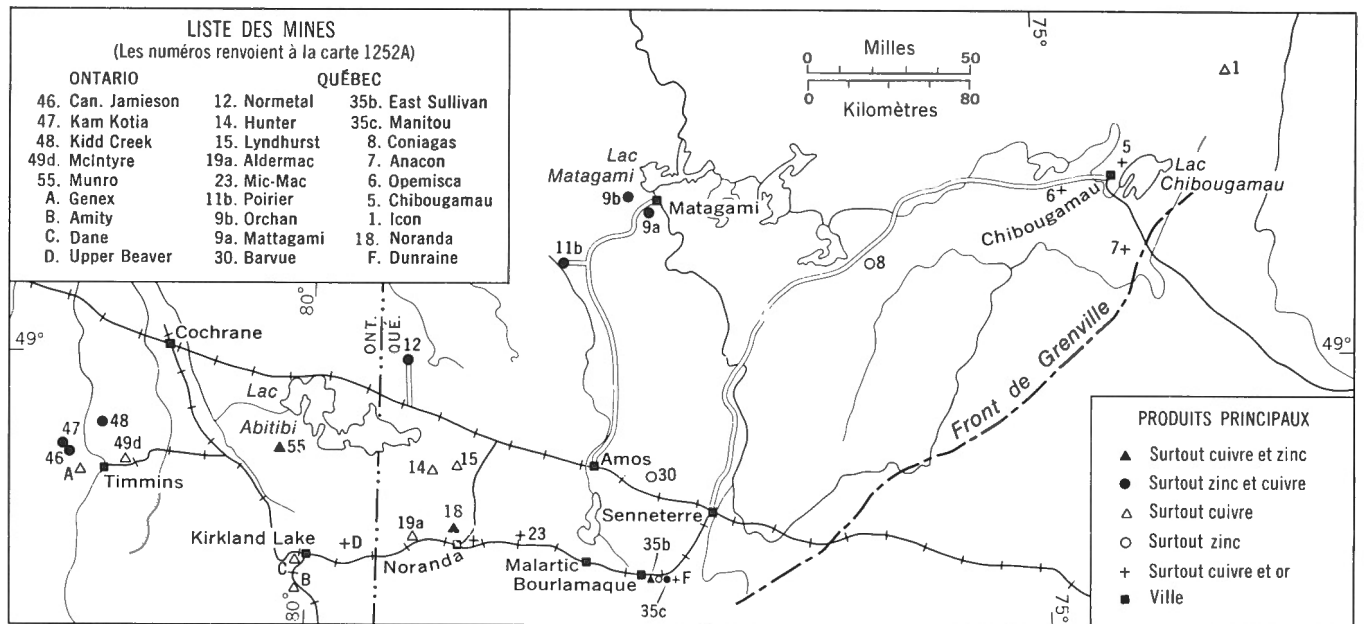 LISTE DES MINES
(Les numéros renvoient à la carte 1252A)
ONTARIO QUÉBEC
46. Can. Jamieson 12. Normetal 35b. East Sullivan
47. Kam Kotia 14. Hunter 35c. Manitou
48. Kidd Creek 15. Lyndhurst 8. Coniagas
49d. McIntyre 19a. Aldermac 7. Anacon
55. Munro 23. Mic-Mac 6. Opemisca
A. Genex 11b. Poirier 5. Chibougamau
B. Amity 9b. Orchan 1. Icon
C. Dane 9a. Mattagami 18. Noranda
D. Upper Beaver 30. Barvue F. Dunraine
Milles
0 50
0 80
Kilomètres
75°
1
Lac
Matagami
9b
9a
Matagami
11b
5
6
Lac
Chibougamau
Chibougamau
7
8
80°
49°
Cochrane
ONT.
QUE.
12
49°
Front de Grenville
Lac
Abitibi
55
47
48
46
49d
A
Timmins
14
15
Amos
30
Senneterre
Kirkland Lake
D
19a
18
Noranda
23
C
B
80°
Malartic
Bourlamaque
35b
F
35c
75°
PRODUITS PRINCIPAUX
Surtout cuivre et zinc
Surtout zinc et cuivre
Surtout cuivre
Surtout zinc
Surtout cuivre et or
Ville